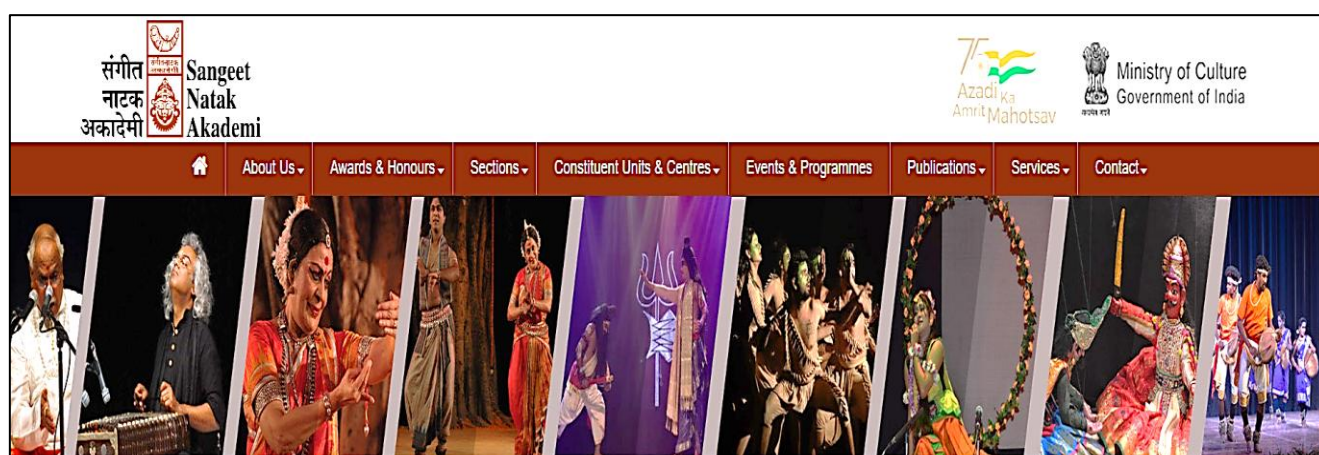 संगीत
नाटक
अकादेमी
Sangeet
Natak
Akademi
Azadi Ka
Amrit Mahotsav
Ministry of Culture
Government of India
About Us
Awards & Honours
Sections
Constituent Units & Centres
Events & Programmes
Publications
Services
Contact